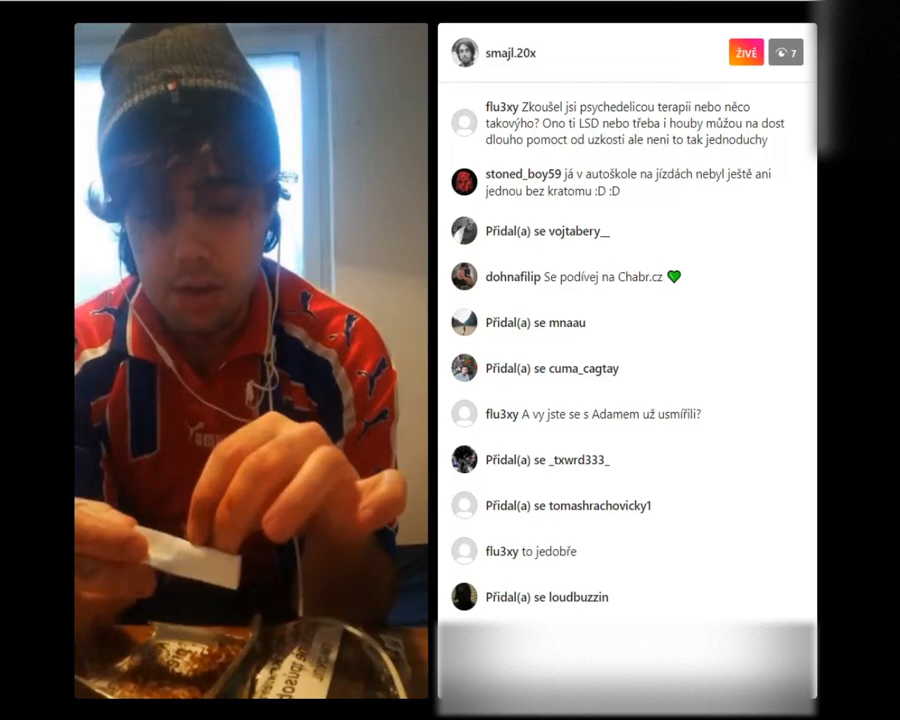 smajl.20x
ŽIVĚ
7
flu3xy Zkoušel jsi psychedelicou terapii nebo něco
takovýho? Ono ti LSD nebo třeba i houby můžou na dost
dlouho pomoct od uzkosti ale neni to tak jednoduchy
stoned_boy59 já v autoškole na jízdách nebyl ještě ani
jednou bez kratomu :D :D
Přidal(a) se vojtabery__
dohnafilip Se podívej na Chabr.cz 💚
Přidal(a) se mnaau
Přidal(a) se cuma_cagtay
flu3xy A vy jste se s Adamem už usmířili?
Přidal(a) se _txwrd333_
Přidal(a) se tomashrachovicky1
flu3xy to jedobře
Přidal(a) se loudbuzzin